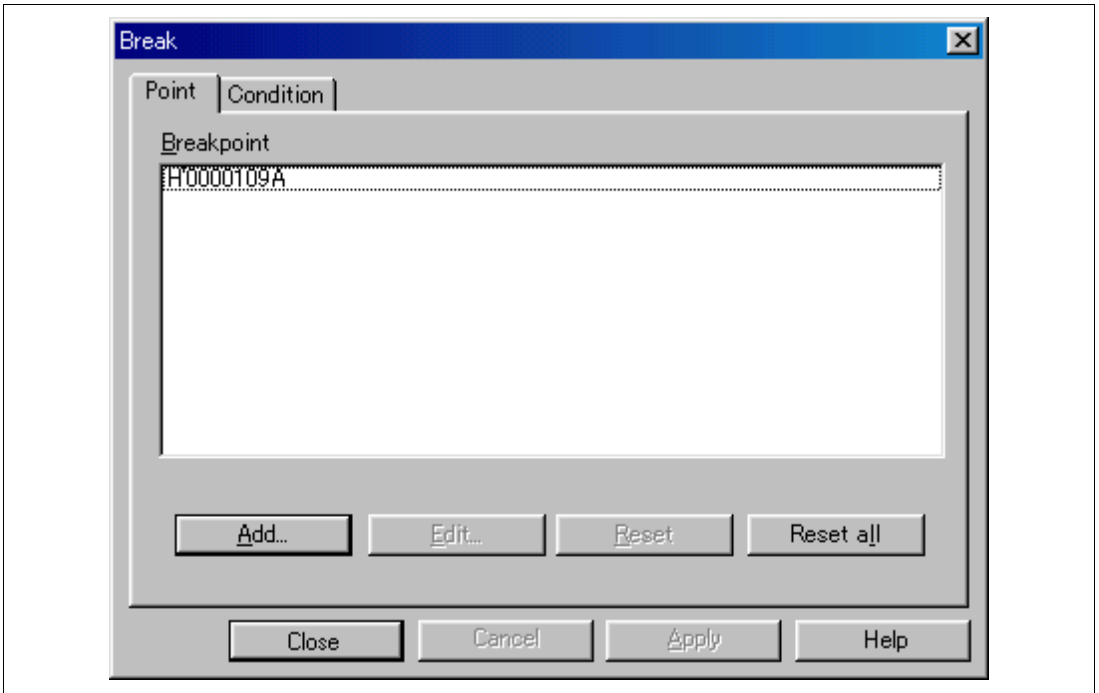 Break
Point Condition
Breakpoint
H'0000109A
Add... Edit... Reset Reset all
Close Cancel Apply Help